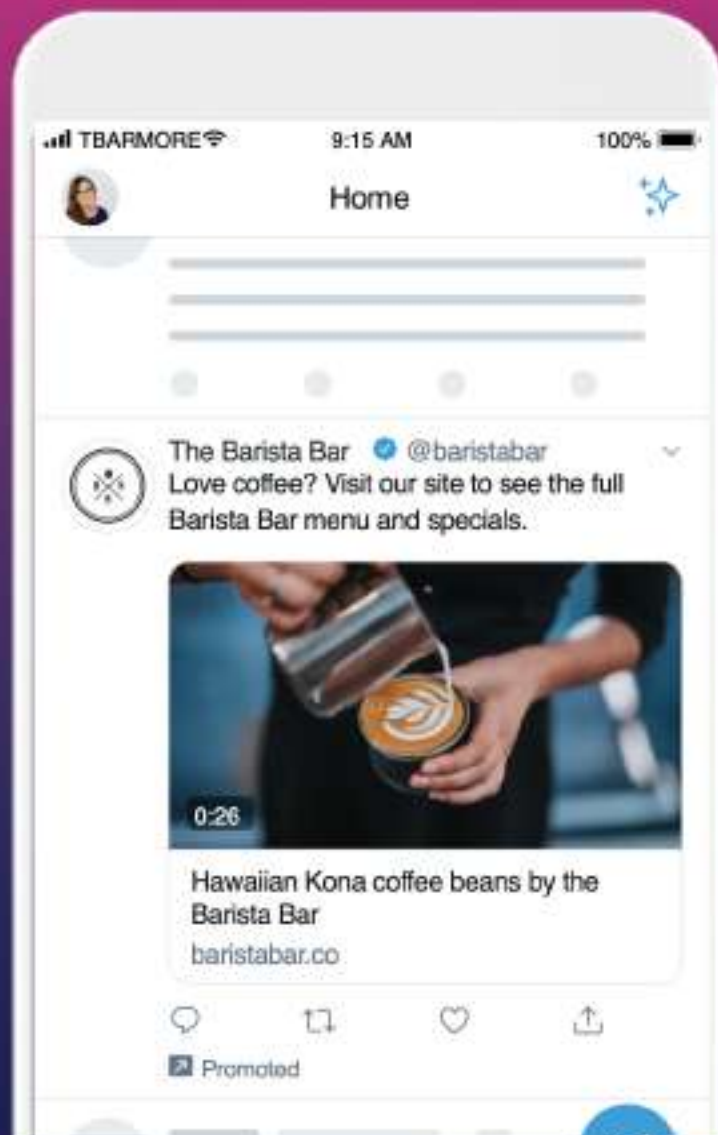 TBARMORE 9:15 AM 100%
Home
The Barista Bar @baristabar
Love coffee? Visit our site to see the full
Barista Bar menu and specials.
0:26
Hawaiian Kona coffee beans by the
Barista Bar
baristabar.co
Promoted